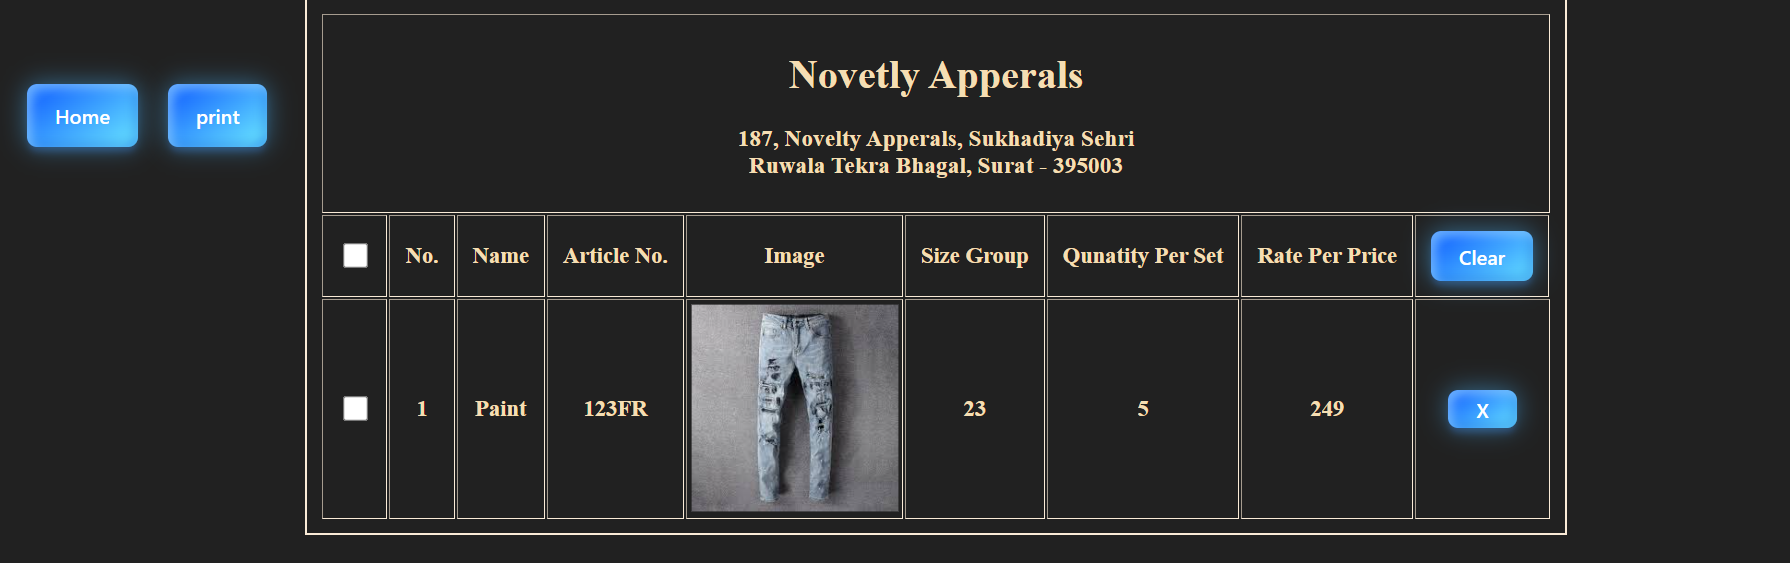 Home
print
Novetly Apperals
187, Novelty Apperals, Sukhadiya Sehri
Ruwala Tekra Bhagal, Surat - 395003
No. Name Article No. Image Size Group Qunatity Per Set Rate Per Price Clear
1 Paint 123FR 23 5 249 X